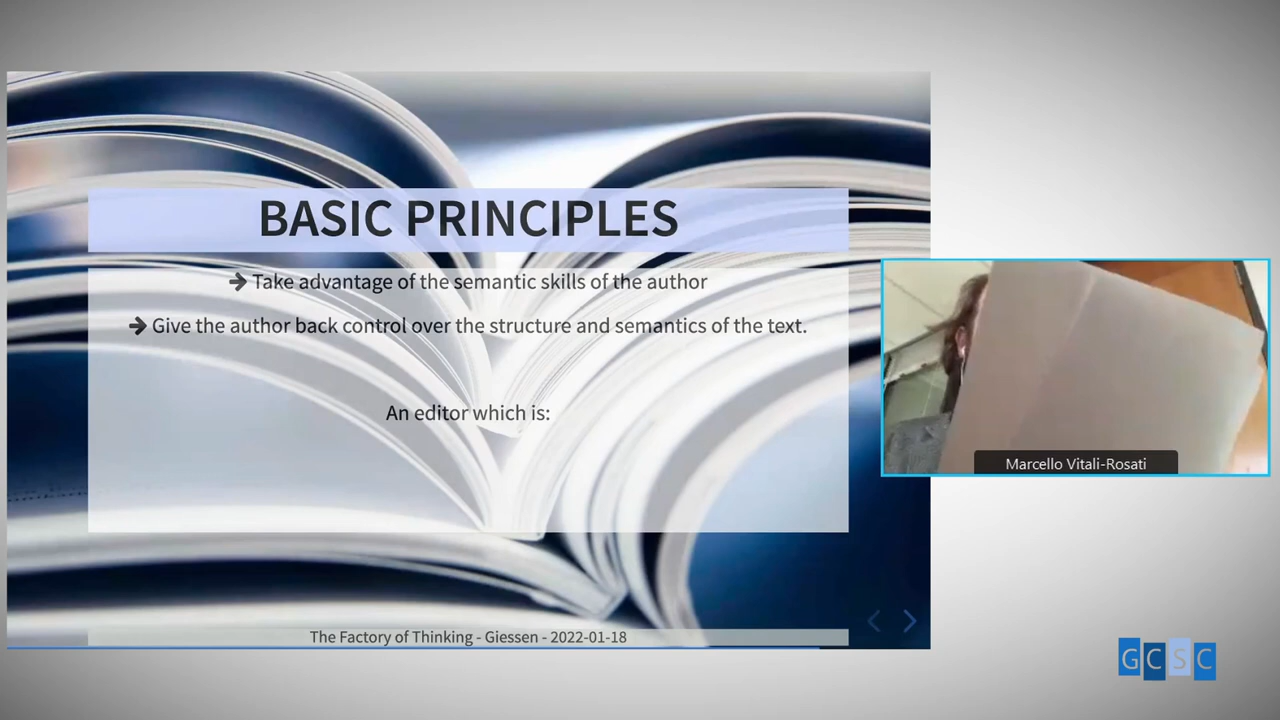 BASIC PRINCIPLES
➔ Take advantage of the semantic skills of the author
➔ Give the author back control over the structure and semantics of the text.
An editor which is:
Marcello Vitali-Rosati
The Factory of Thinking - Giessen - 2022-01-18
GCSC